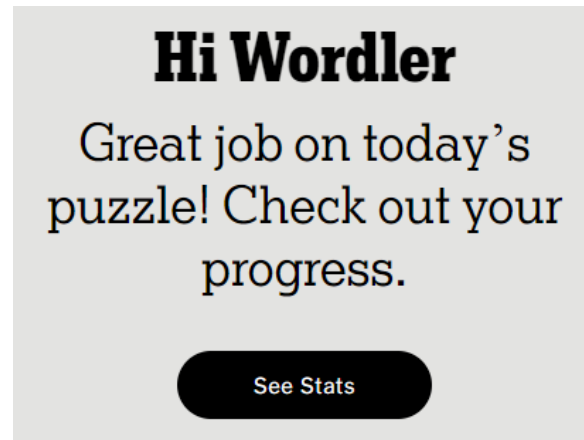 Hi Wordler
Great job on today’s
puzzle! Check out your
progress.
See Stats